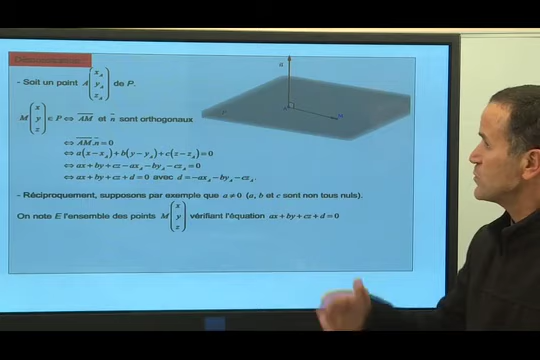 Démonstration :
- Soit un point A(x_A y_A z_A) de P.
M(x y z) ∈ P ⇔ AM et n sont orthogonaux
⇔ AM.n=0
⇔ a(x−x_A)+b(y−y_A)+c(z−z_A)=0
⇔ ax+by+cz−ax_A−by_A−cz_A=0
⇔ ax+by+cz+d=0 avec d=−ax_A−by_A−cz_A.
- Réciproquement, supposons par exemple que a≠0 (a, b et c sont non tous nuls).
On note E l'ensemble des points M(x y z) vérifiant l'équation ax+by+cz+d=0